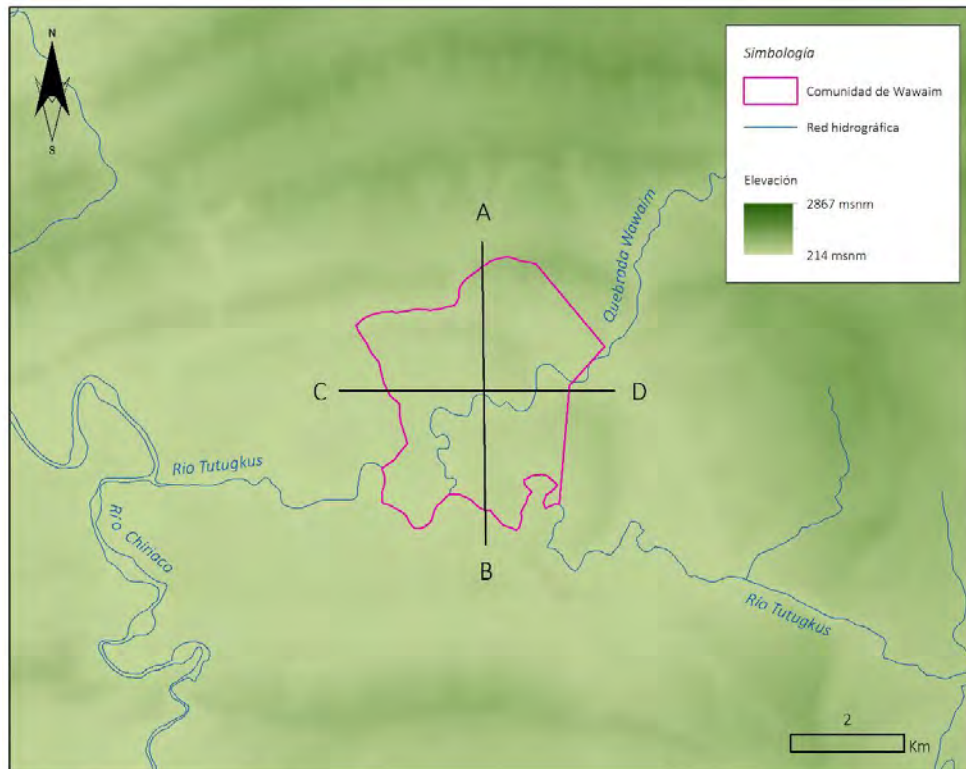 N
S
Simbología
Comunidad de Wawaim
Red hidrográfica
Elevación
2867 msnm
214 msnm
A
Quebrada Wawaim
C
D
Río Tutugkus
Río Chiriaco
B
Río Tutugkus
2
Km